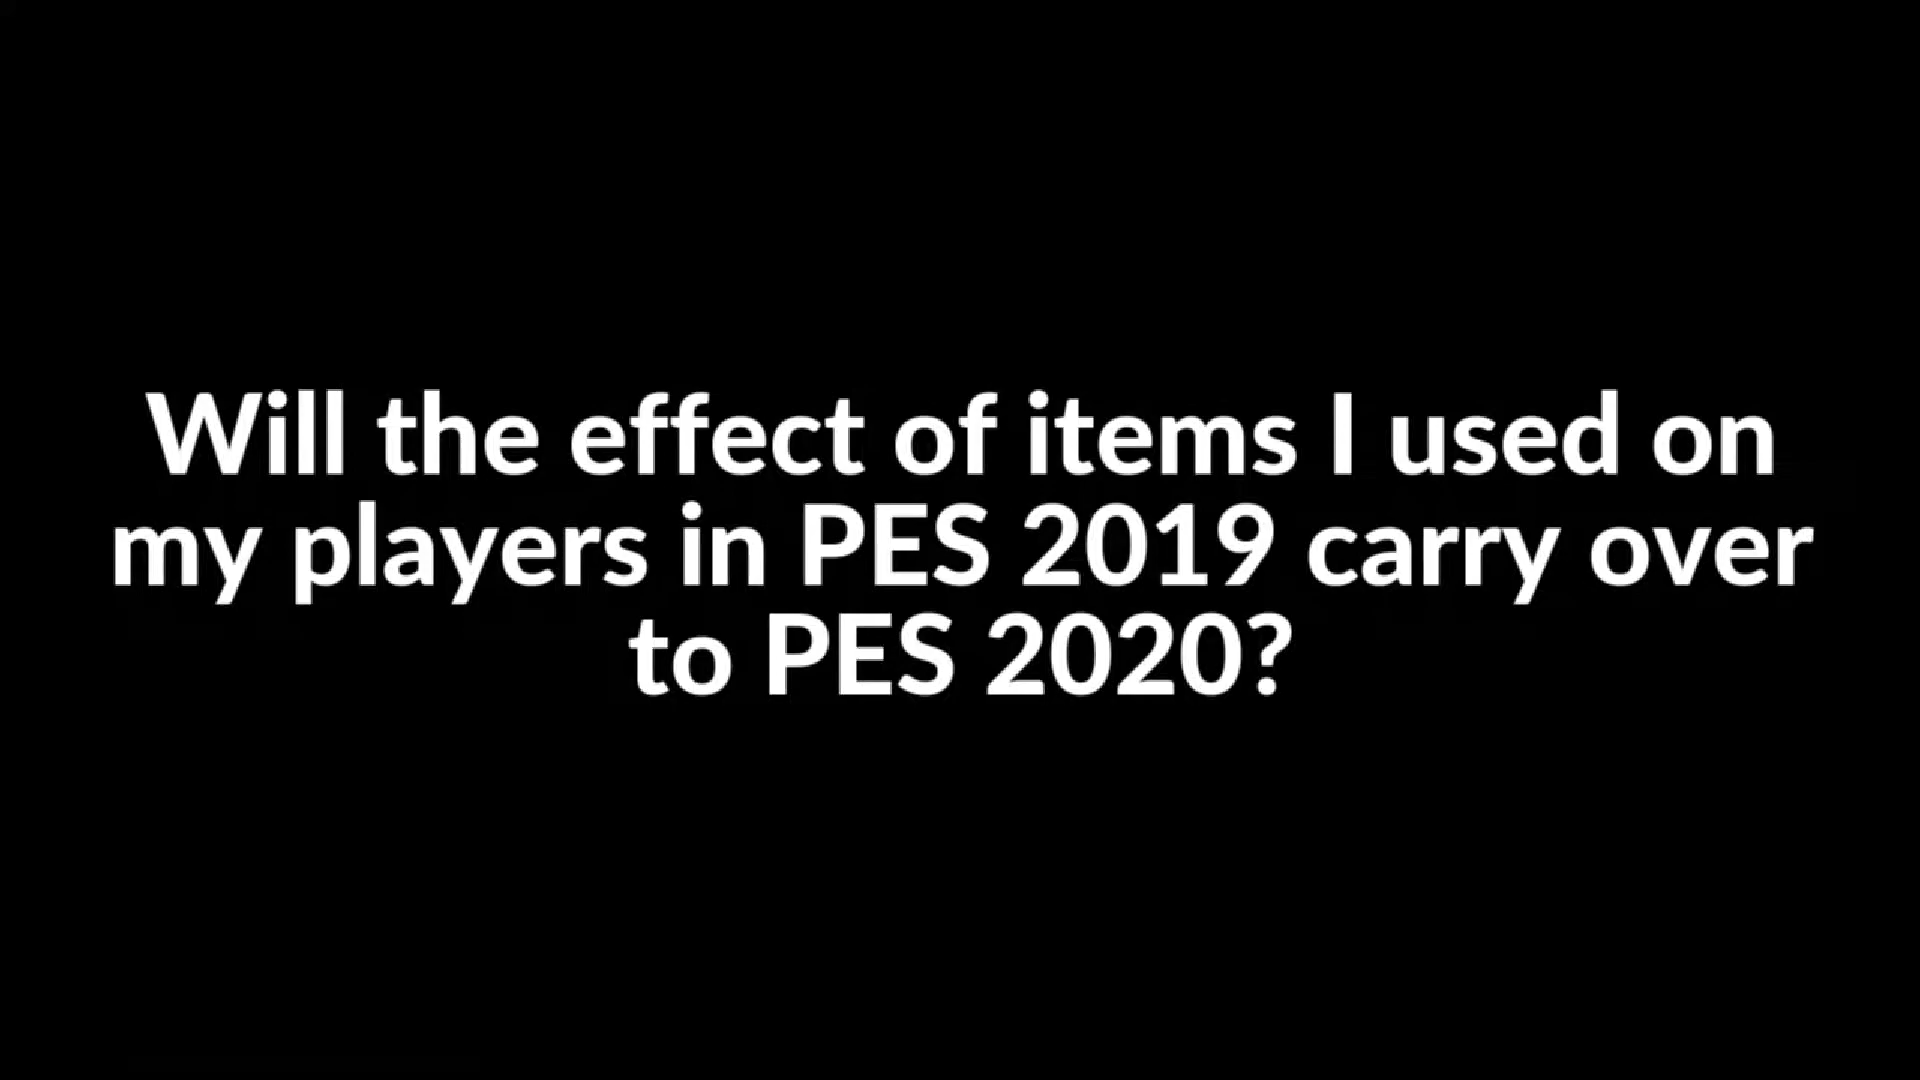 Will the effect of items I used on
my players in PES 2019 carry over
to PES 2020?